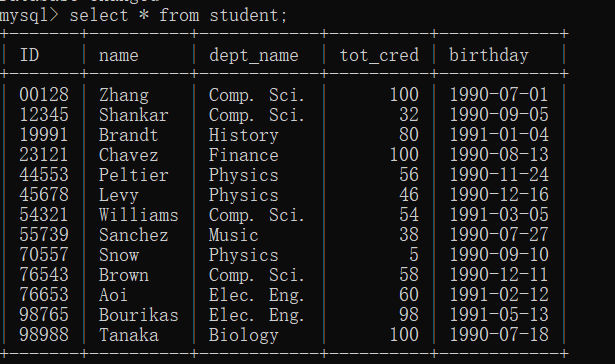 Database changed
mysql> select * from student;
+-------+----------+------------+----------+------------+
| ID    | name     | dept_name  | tot_cred | birthday   |
+-------+----------+------------+----------+------------+
| 00128 | Zhang    | Comp. Sci. |      100 | 1990-07-01 |
| 12345 | Shankar  | Comp. Sci. |       32 | 1990-09-05 |
| 19991 | Brandt   | History    |       80 | 1991-01-04 |
| 23121 | Chavez   | Finance    |      100 | 1990-08-13 |
| 44553 | Peltier  | Physics    |       56 | 1990-11-24 |
| 45678 | Levy     | Physics    |       46 | 1990-12-16 |
| 54321 | Williams | Comp. Sci. |       54 | 1991-03-05 |
| 55739 | Sanchez  | Music      |       38 | 1990-07-27 |
| 70557 | Snow     | Physics    |        5 | 1990-09-10 |
| 76543 | Brown    | Comp. Sci. |       58 | 1990-12-11 |
| 76653 | Aoi      | Elec. Eng. |       60 | 1991-02-12 |
| 98765 | Bourikas | Elec. Eng. |       98 | 1991-05-13 |
| 98988 | Tanaka   | Biology    |      100 | 1990-07-18 |
+-------+----------+------------+----------+------------+